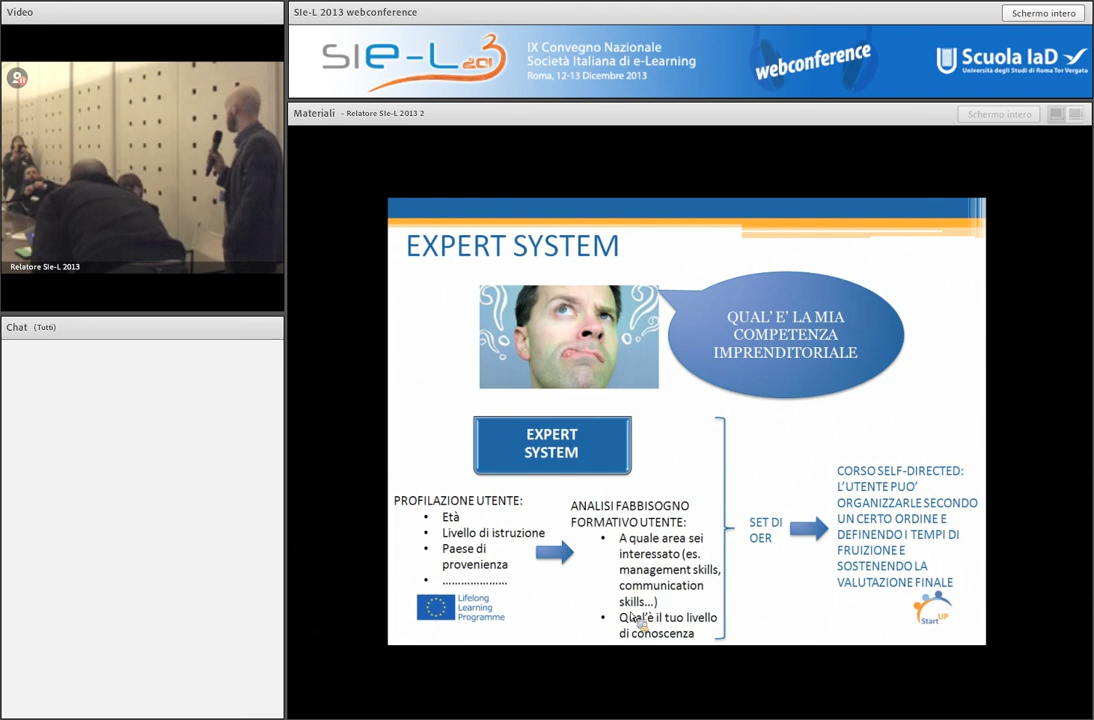 Video
SIe-L 2013 webconference
Schermo intero
SIe-L 2013
IX Convegno Nazionale
Società Italiana di e-Learning
Roma, 12-13 Dicembre 2013
webconference
Scuola IaD
Università degli Studi di Roma Tor Vergata
Materiali - Relatore SIe-L 2013 2
Schermo intero
Relatore SIe-L 2013
Chat (Tutti)
EXPERT SYSTEM
QUAL' E' LA MIA
COMPETENZA
IMPRENDITORIALE
EXPERT
SYSTEM
PROFILAZIONE UTENTE:
• Età
• Livello di istruzione
• Paese di
provenienza
• .....................
ANALISI FABBISOGNO
FORMATIVO UTENTE:
• A quale area sei
interessato (es.
management skills,
communication
skills...)
• Qual'è il tuo livello
di conoscenza
SET DI
OER
CORSO SELF-DIRECTED:
L'UTENTE PUO'
ORGANIZZARLE SECONDO
UN CERTO ORDINE E
DEFINENDO I TEMPI DI
FRUIZIONE E
SOSTENENDO LA
VALUTAZIONE FINALE
Lifelong
Learning
Programme
Start UP